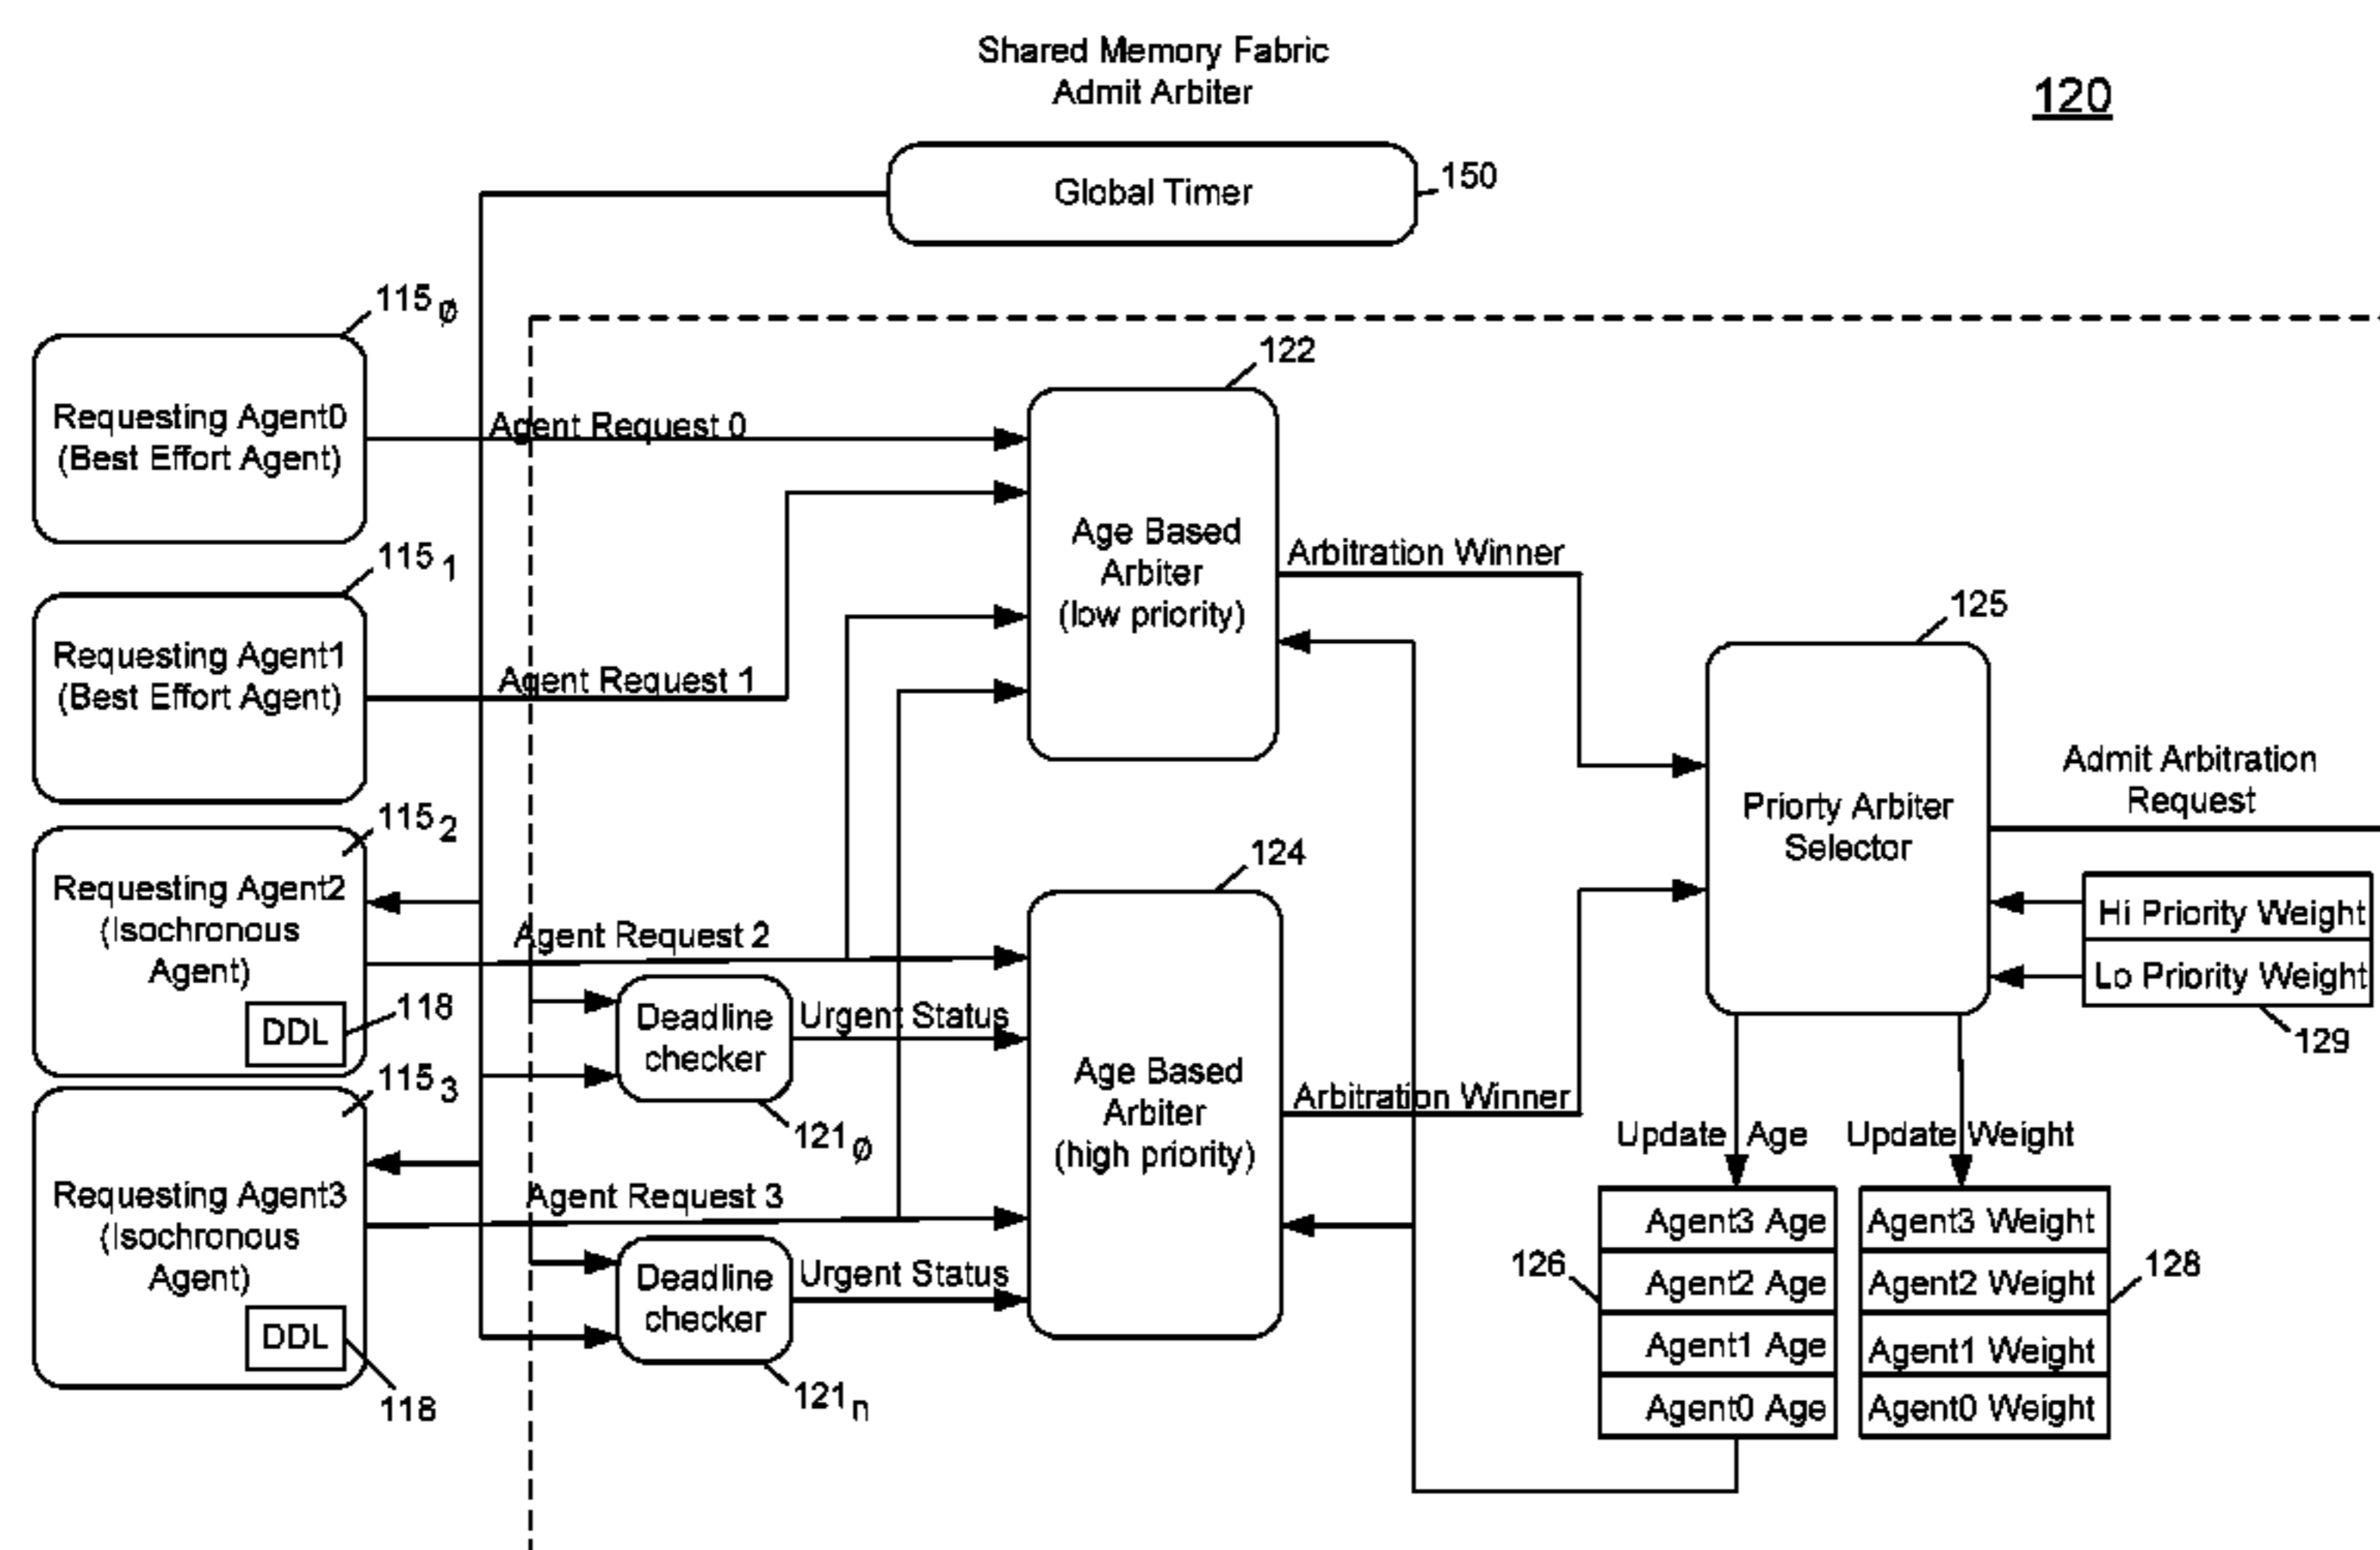 Shared Memory Fabric
Admit Arbiter
120
Global Timer
150
115 ø
Requesting Agent0
(Best Effort Agent)
Agent Request 0
115 1
Requesting Agent1
(Best Effort Agent)
Agent Request 1
122
Age Based
Arbiter
(low priority)
Arbitration Winner
125
Priorty Arbiter
Selector
Admit Arbitration
Request
Hi Priority Weight
Lo Priority Weight
129
115 2
Requesting Agent2
(Isochronous
Agent)
DDL
118
Agent Request 2
Deadline
checker
Urgent Status
121 ø
124
Age Based
Arbiter
(high priority)
Arbitration Winner
115 3
Requesting Agent3
(Isochronous
Agent)
DDL
118
Agent Request 3
Deadline
checker
Urgent Status
121 n
Update Age
Update Weight
126
Agent3 Age
Agent2 Age
Agent1 Age
Agent0 Age
Agent3 Weight
Agent2 Weight
Agent1 Weight
Agent0 Weight
128